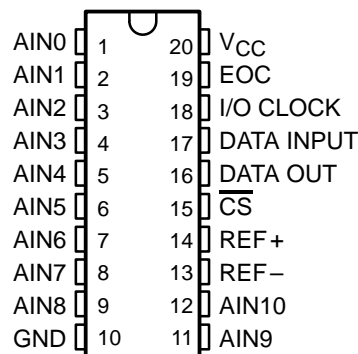 AIN0 1 20 VCC
AIN1 2 19 EOC
AIN2 3 18 I/O CLOCK
AIN3 4 17 DATA INPUT
AIN4 5 16 DATA OUT
AIN5 6 15 C̅S̅
AIN6 7 14 REF+
AIN7 8 13 REF–
AIN8 9 12 AIN10
GND 10 11 AIN9